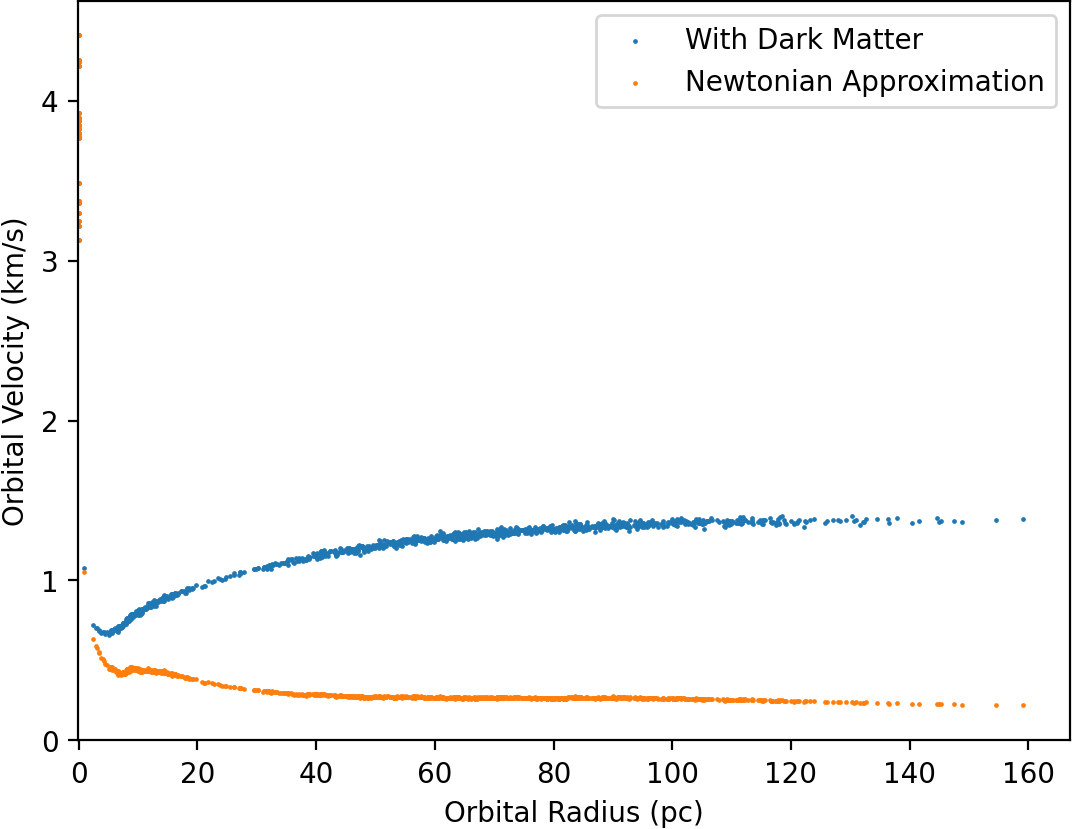 With Dark Matter
Newtonian Approximation
Orbital Velocity (km/s)
4
3
2
1
0
0 20 40 60 80 100 120 140 160
Orbital Radius (pc)